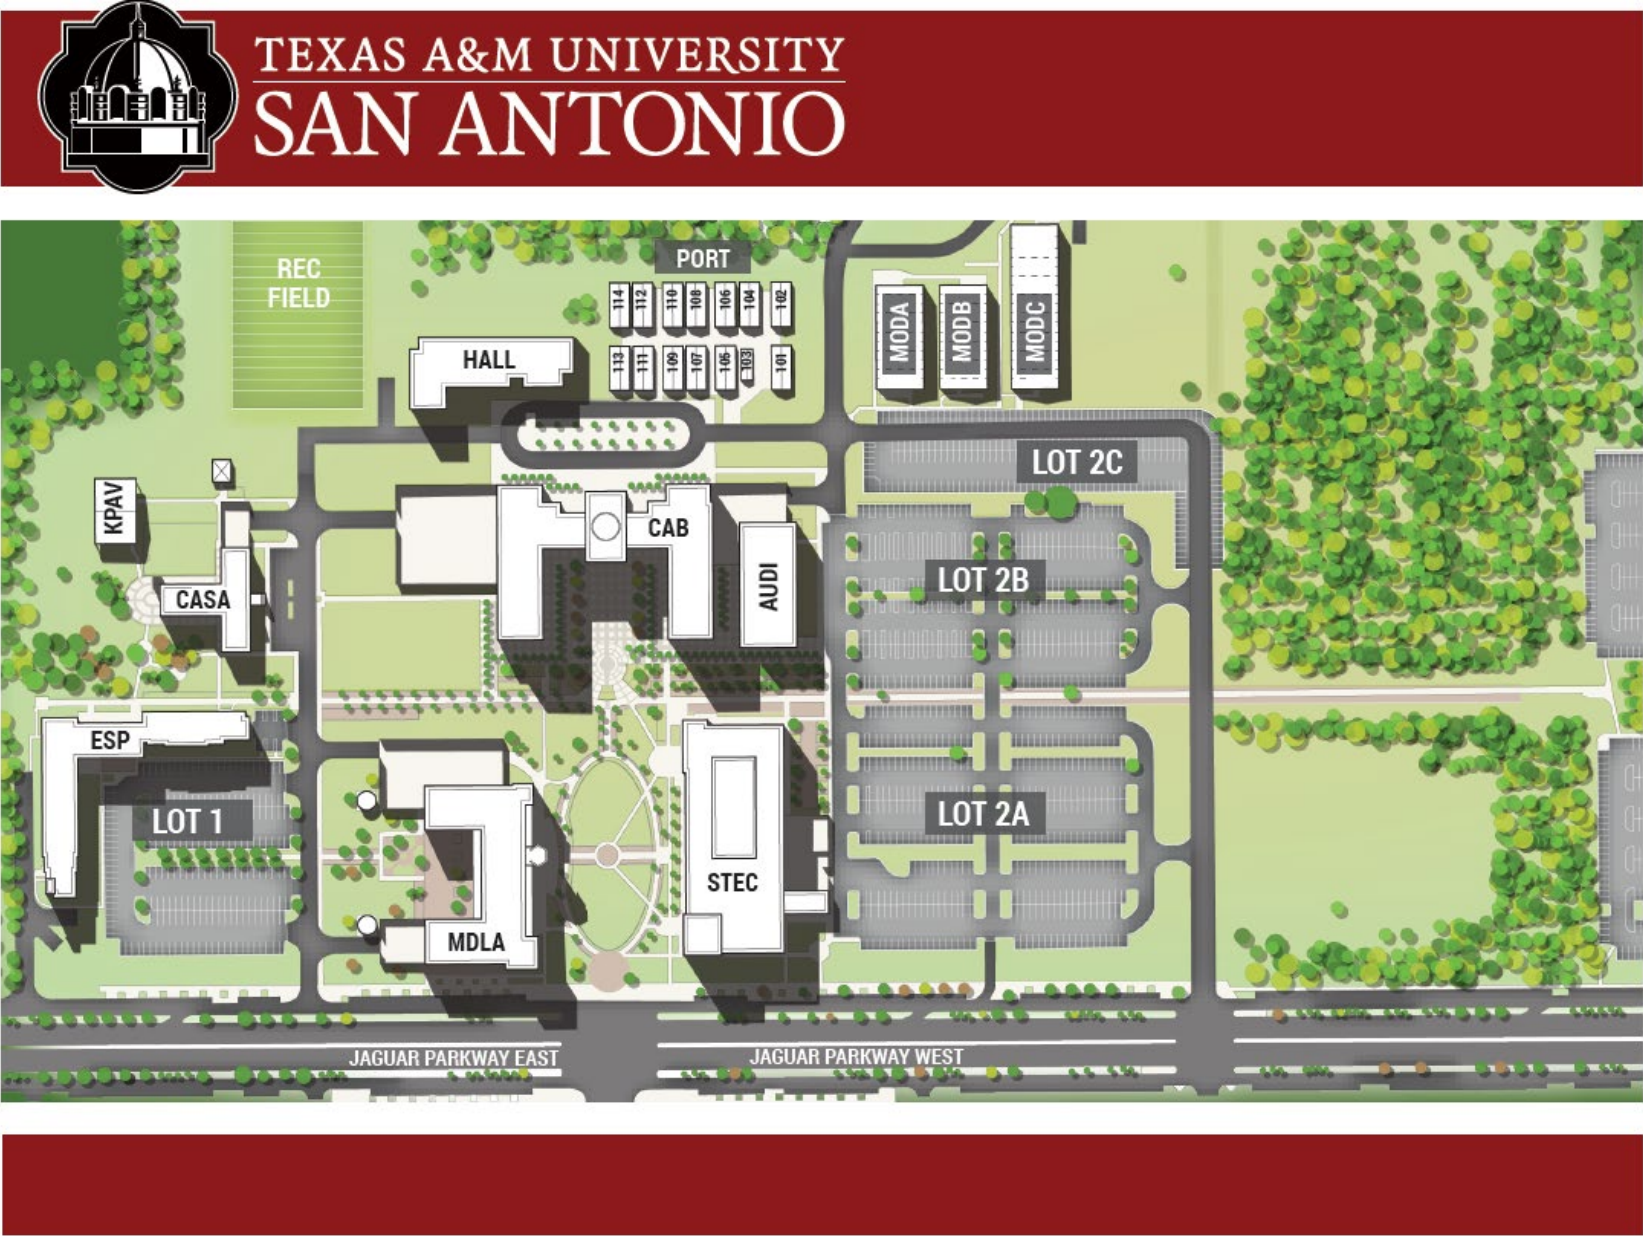 TEXAS A&M UNIVERSITY
SAN ANTONIO
REC
FIELD
PORT
114 112 110 108 106 104 102
113 111 109 107 105 103 101
MODA
MODB
MODC
HALL
LOT 2C
KPAV
CAB
AUDI
LOT 2B
CASA
ESP
LOT 1
LOT 2A
STEC
MDLA
JAGUAR PARKWAY EAST
JAGUAR PARKWAY WEST